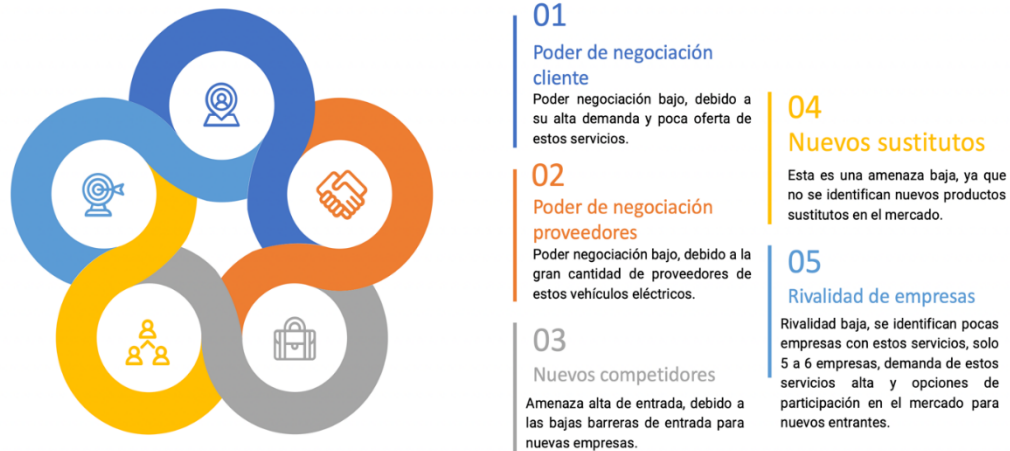 01
Poder de negociación
cliente
Poder negociación bajo, debido a
su alta demanda y poca oferta de
estos servicios.
02
Poder de negociación
proveedores
Poder negociación bajo, debido a la
gran cantidad de proveedores de
estos vehículos eléctricos.
03
Nuevos competidores
Amenaza alta de entrada, debido a
las bajas barreras de entrada para
nuevas empresas.
04
Nuevos sustitutos
Esta es una amenaza baja, ya que
no se identifican nuevos productos
sustitutos en el mercado.
05
Rivalidad de empresas
Rivalidad baja, se identifican pocas
empresas con estos servicios, solo
5 a 6 empresas, demanda de estos
servicios alta y opciones de
participación en el mercado para
nuevos entrantes.